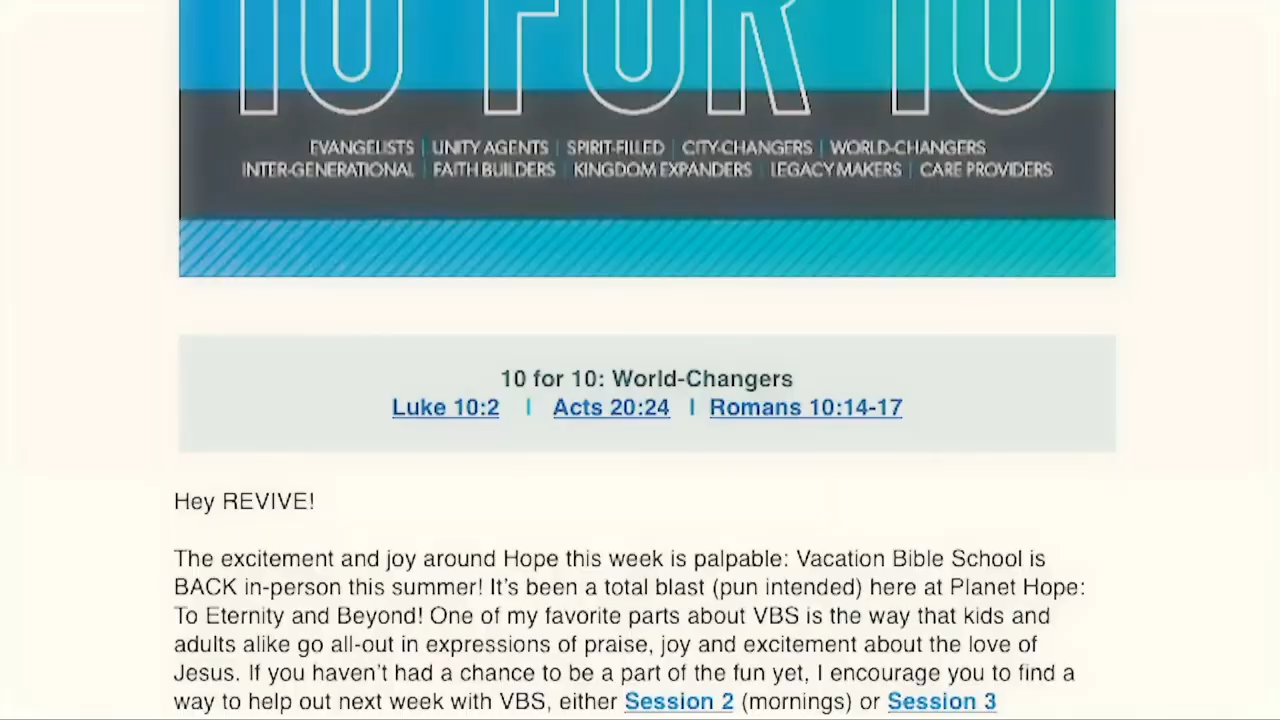 10 FOR 10
EVANGELISTS | UNITY AGENTS | SPIRIT-FILLED | CITY-CHANGERS | WORLD-CHANGERS
INTER-GENERATIONAL | FAITH BUILDERS | KINGDOM EXPANDERS | LEGACY MAKERS | CARE PROVIDERS
10 for 10: World-Changers
Luke 10:2 | Acts 20:24 | Romans 10:14-17
Hey REVIVE!
The excitement and joy around Hope this week is palpable: Vacation Bible School is
BACK in-person this summer! It's been a total blast (pun intended) here at Planet Hope:
To Eternity and Beyond! One of my favorite parts about VBS is the way that kids and
adults alike go all-out in expressions of praise, joy and excitement about the love of
Jesus. If you haven't had a chance to be a part of the fun yet, I encourage you to find a
way to help out next week with VBS, either Session 2 (mornings) or Session 3